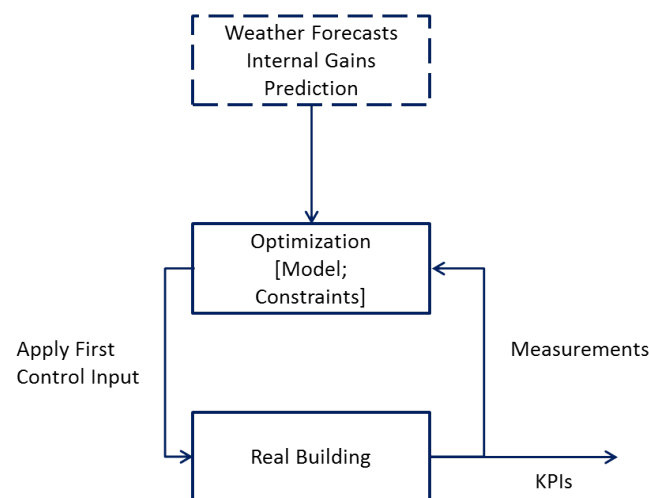 Weather Forecasts
Internal Gains
Prediction
Optimization
[Model;
Constraints]
Apply First
Control Input
Measurements
Real Building
KPIs